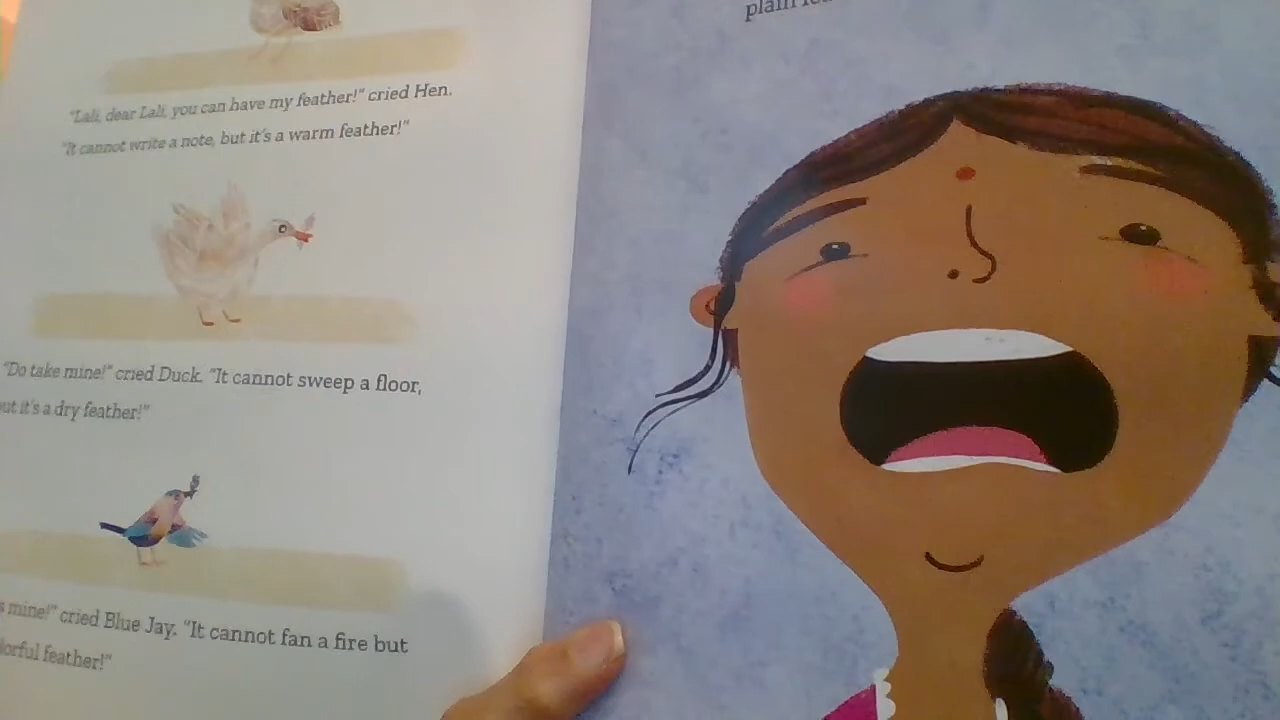 "Lali, dear Lali, you can have my feather!" cried Hen.
"It cannot write a note, but it's a warm feather!"
"Do take mine!" cried Duck. "It cannot sweep a floor,
but it's a dry feather!"
mine!" cried Blue Jay. "It cannot fan a fire but
feather!"
plain